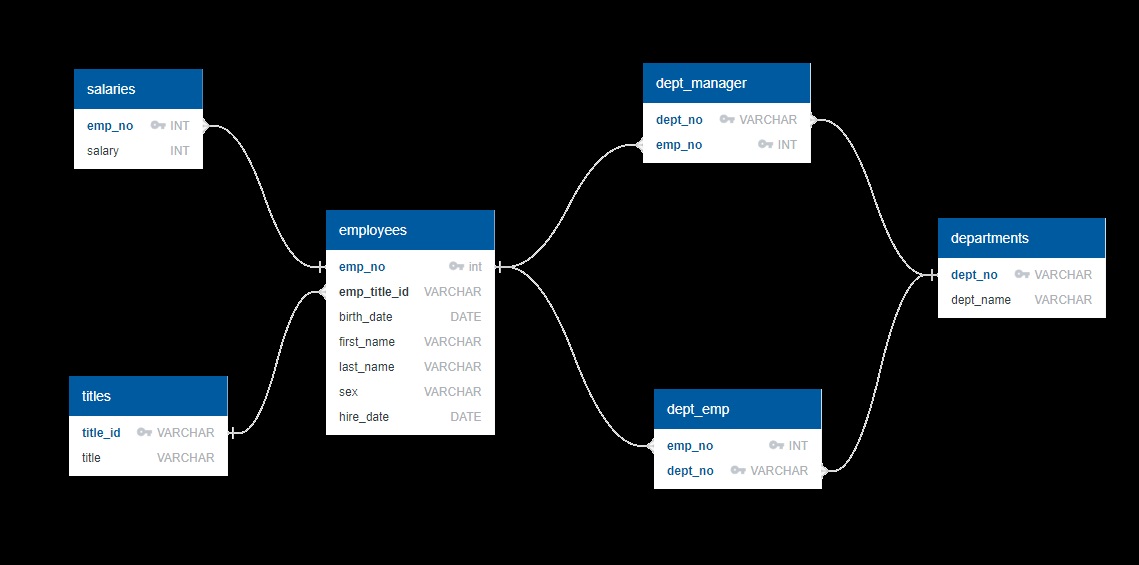 salaries
emp_no INT
salary INT
titles
title_id VARCHAR
title VARCHAR
employees
emp_no int
emp_title_id VARCHAR
birth_date DATE
first_name VARCHAR
last_name VARCHAR
sex VARCHAR
hire_date DATE
dept_manager
dept_no VARCHAR
emp_no INT
dept_emp
emp_no INT
dept_no VARCHAR
departments
dept_no VARCHAR
dept_name VARCHAR